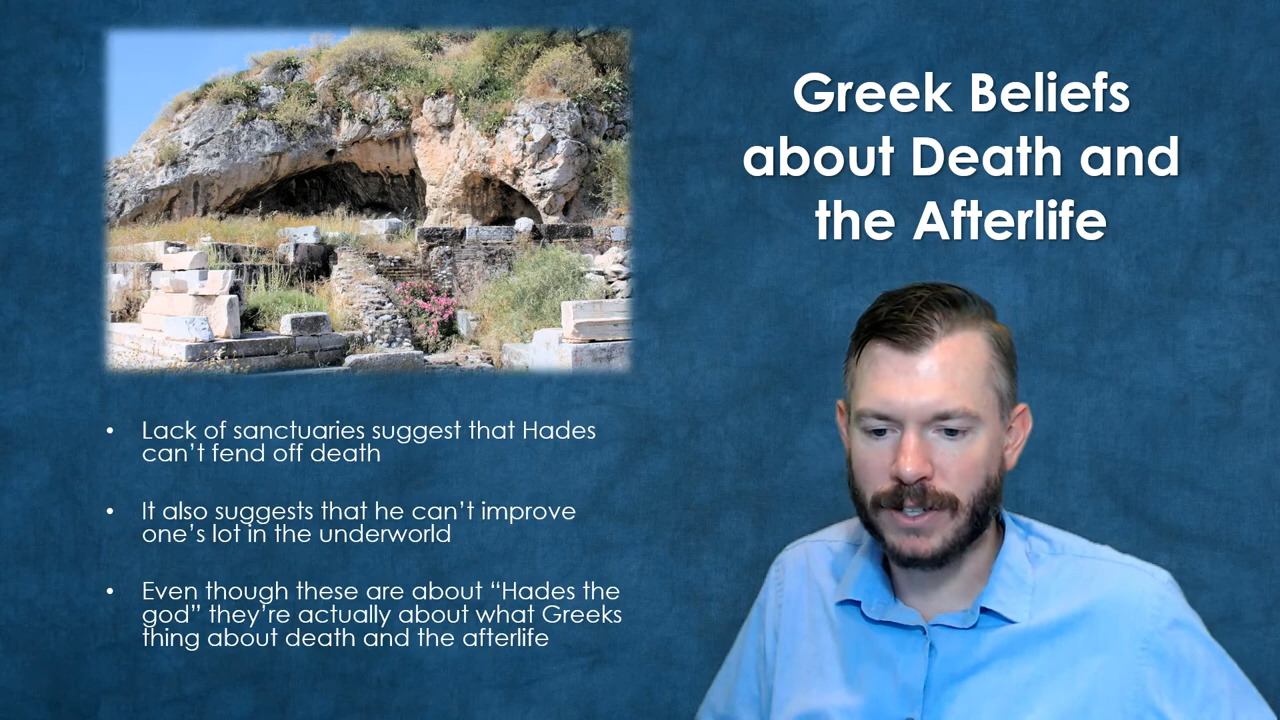 Greek Beliefs
about Death and
the Afterlife
• Lack of sanctuaries suggest that Hades
can’t fend off death
• It also suggests that he can’t improve
one’s lot in the underworld
• Even though these are about “Hades the
god” they’re actually about what Greeks
thing about death and the afterlife